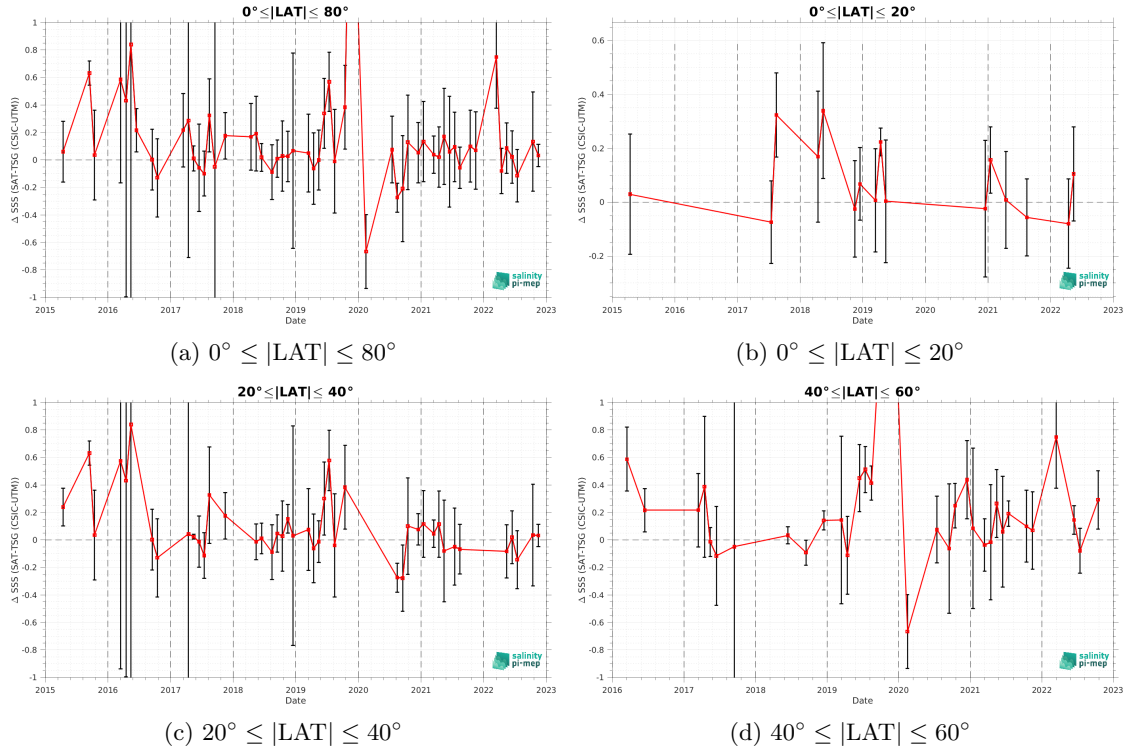 0°≤|LAT|≤ 80°
Δ SSS (SAT-TSG (CSIC-UTM))
1
0.8
0.6
0.4
0.2
0
-0.2
-0.4
-0.6
-0.8
-1
2015 2016 2017 2018 2019 2020 2021 2022 2023
Date
salinity
pi-mep
(a) 0° ≤ |LAT| ≤ 80°
0°≤|LAT|≤ 20°
Δ SSS (SAT-TSG (CSIC-UTM))
0.6
0.4
0.2
0
-0.2
2015 2016 2017 2018 2019 2020 2021 2022 2023
Date
salinity
pi-mep
(b) 0° ≤ |LAT| ≤ 20°
20°≤|LAT|≤ 40°
Δ SSS (SAT-TSG (CSIC-UTM))
1
0.8
0.6
0.4
0.2
0
-0.2
-0.4
-0.6
-0.8
-1
2015 2016 2017 2018 2019 2020 2021 2022 2023
Date
salinity
pi-mep
(c) 20° ≤ |LAT| ≤ 40°
40°≤|LAT|≤ 60°
Δ SSS (SAT-TSG (CSIC-UTM))
1
0.8
0.6
0.4
0.2
0
-0.2
-0.4
-0.6
-0.8
-1
2016 2017 2018 2019 2020 2021 2022 2023
Date
salinity
pi-mep
(d) 40° ≤ |LAT| ≤ 60°